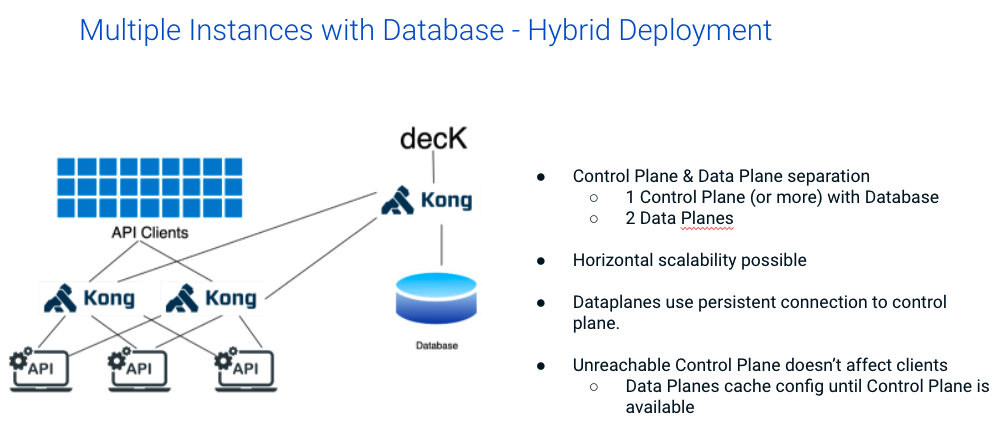 Multiple Instances with Database - Hybrid Deployment
decK
Kong
API Clients
Kong
Kong
Database
API
API
API
● Control Plane & Data Plane separation
○ 1 Control Plane (or more) with Database
○ 2 Data Planes
● Horizontal scalability possible
● Dataplanes use persistent connection to control
plane.
● Unreachable Control Plane doesn’t affect clients
○ Data Planes cache config until Control Plane is
available